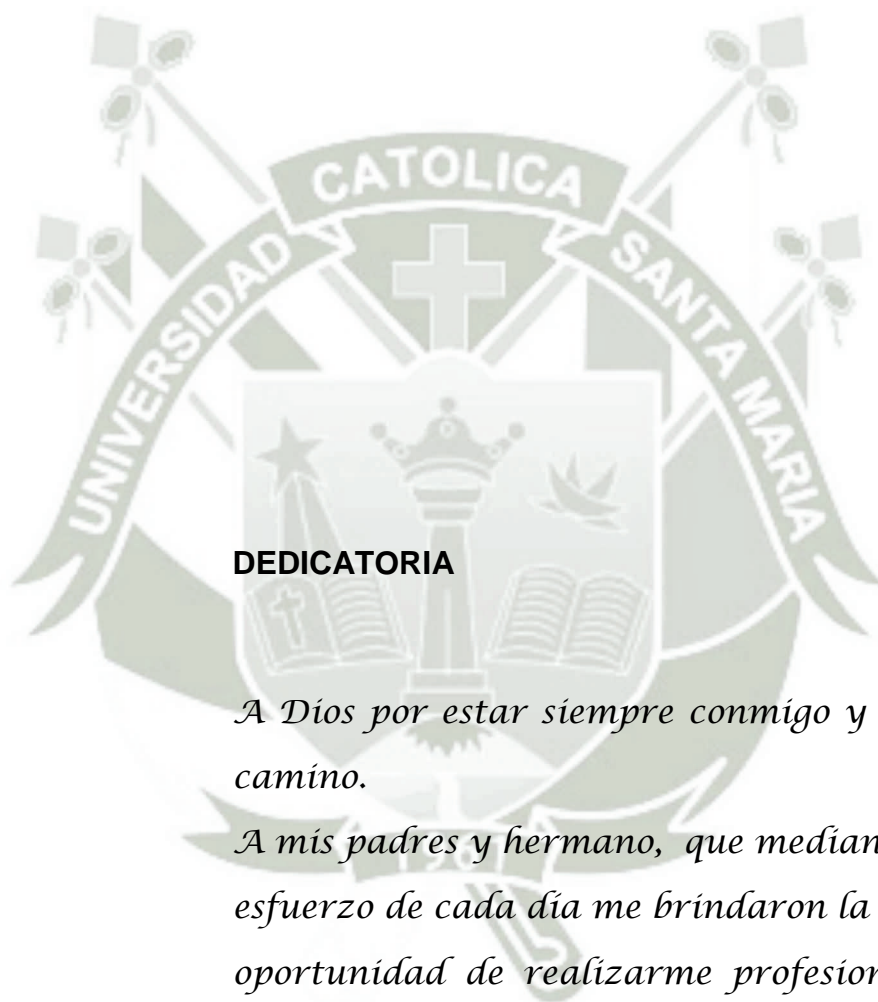 UNIVERSIDAD CATOLICA SANTA MARIA
DEDICATORIA
A Dios por estar siempre conmigo y
camino.
A mis padres y hermano, que median
esfuerzo de cada día me brindaron la
oportunidad de realizarme profesion